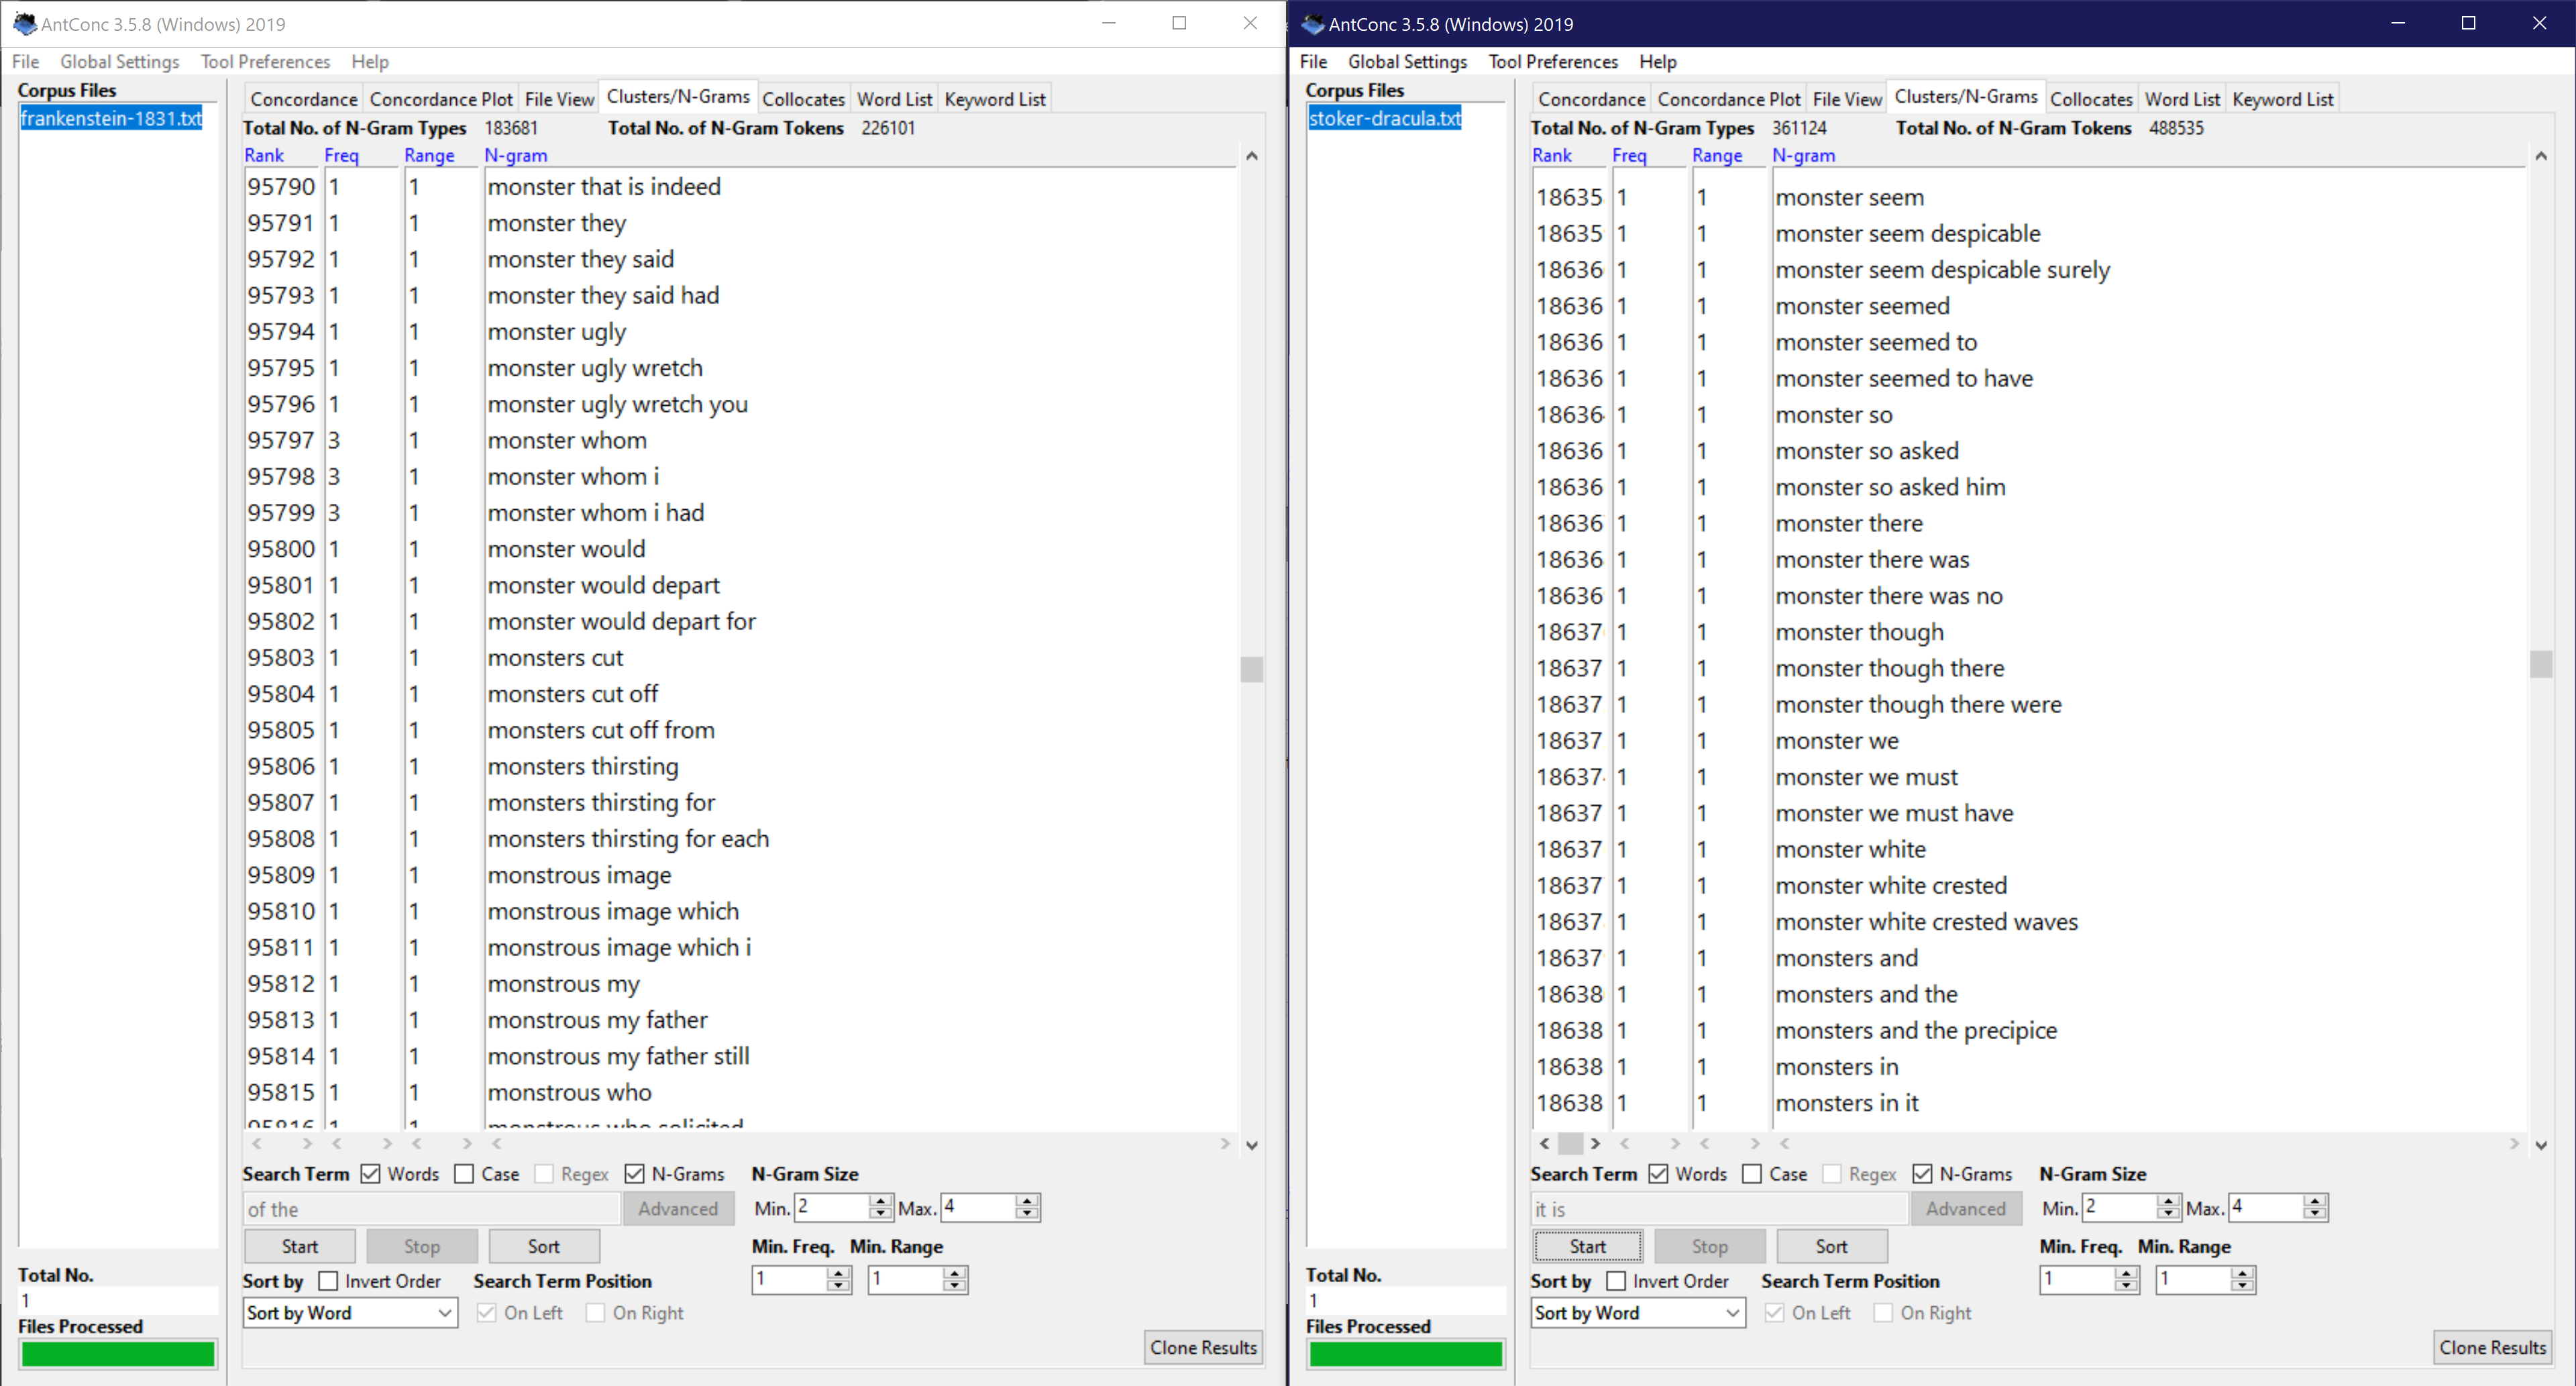 AntConc 3.5.8 (Windows) 2019
File Global Settings Tool Preferences Help
Corpus Files
frankenstein-1831.txt
Concordance Concordance Plot File View Clusters/N-Grams Collocates Word List Keyword List
Total No. of N-Gram Types 183681 Total No. of N-Gram Tokens 226101
Rank Freq Range N-gram
95790 1 1 monster that is indeed
95791 1 1 monster they
95792 1 1 monster they said
95793 1 1 monster they said had
95794 1 1 monster ugly
95795 1 1 monster ugly wretch
95796 1 1 monster ugly wretch you
95797 3 1 monster whom
95798 3 1 monster whom i
95799 3 1 monster whom i had
95800 1 1 monster would
95801 1 1 monster would depart
95802 1 1 monster would depart for
95803 1 1 monsters cut
95804 1 1 monsters cut off
95805 1 1 monsters cut off from
95806 1 1 monsters thirsting
95807 1 1 monsters thirsting for
95808 1 1 monsters thirsting for each
95809 1 1 monstrous image
95810 1 1 monstrous image which
95811 1 1 monstrous image which i
95812 1 1 monstrous my
95813 1 1 monstrous my father
95814 1 1 monstrous my father still
95815 1 1 monstrous who
95816 1 1 monstrous who solicited
Search Term Words Case Regex N-Grams N-Gram Size
of the Advanced Min. 2 Max. 4
Start Stop Sort Min. Freq. Min. Range
Sort by Invert Order Search Term Position 1 1
Sort by Word On Left On Right
Total No.
1
Files Processed
Clone Results
AntConc 3.5.8 (Windows) 2019
File Global Settings Tool Preferences Help
Corpus Files
stoker-dracula.txt
Concordance Concordance Plot File View Clusters/N-Grams Collocates Word List Keyword List
Total No. of N-Gram Types 361124 Total No. of N-Gram Tokens 488535
Rank Freq Range N-gram
18635 1 1 monster seem
18635 1 1 monster seem despicable
18636 1 1 monster seem despicable surely
18636 1 1 monster seemed
18636 1 1 monster seemed to
18636 1 1 monster seemed to have
18636 1 1 monster so
18636 1 1 monster so asked
18636 1 1 monster so asked him
18636 1 1 monster there
18636 1 1 monster there was
18636 1 1 monster there was no
18637 1 1 monster though
18637 1 1 monster though there
18637 1 1 monster though there were
18637 1 1 monster we
18637 1 1 monster we must
18637 1 1 monster we must have
18637 1 1 monster white
18637 1 1 monster white crested
18637 1 1 monster white crested waves
18637 1 1 monsters and
18638 1 1 monsters and the
18638 1 1 monsters and the precipice
18638 1 1 monsters in
18638 1 1 monsters in it
Search Term Words Case Regex N-Grams N-Gram Size
it is Advanced Min. 2 Max. 4
Start Stop Sort Min. Freq. Min. Range
Sort by Invert Order Search Term Position 1 1
Sort by Word On Left On Right
Total No.
1
Files Processed
Clone Results